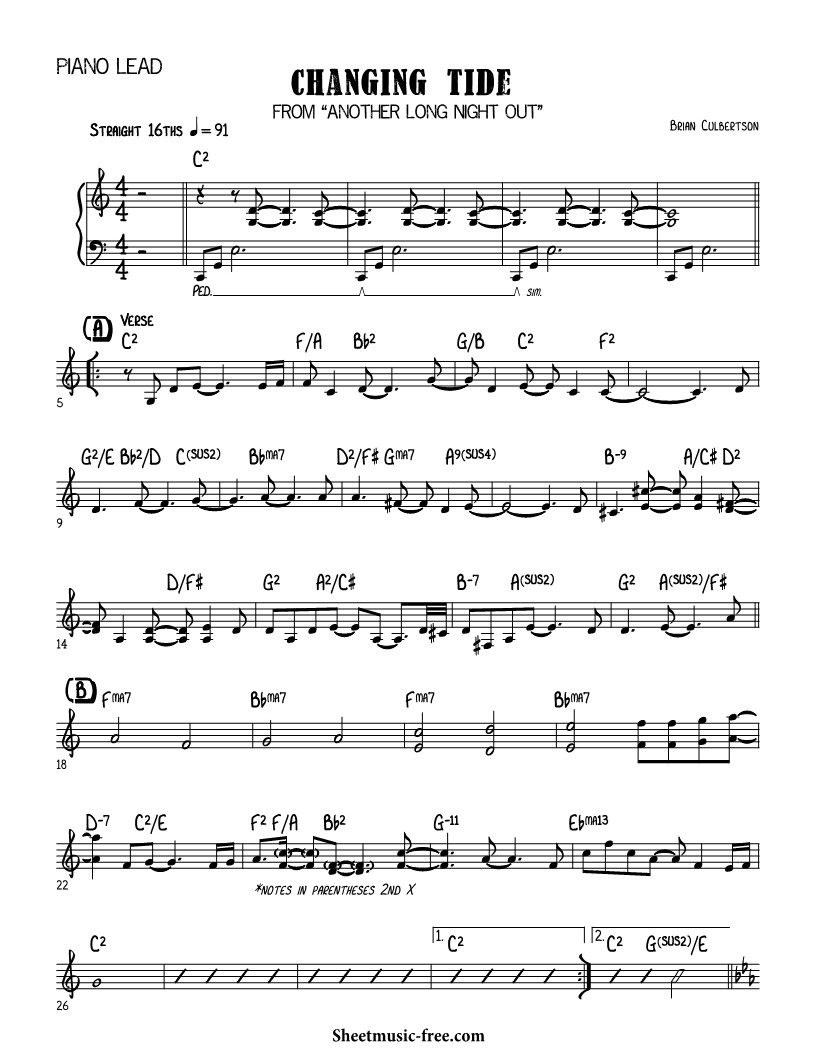 PIANO LEAD
CHANGING TIDE
FROM “ANOTHER LONG NIGHT OUT”
STRAIGHT 16THS ♩ = 91
BRIAN CULBERTSON
C2
4 4
4 4
PED.
SIM.
A VERSE
C2 F/A B♭2 G/B C2 F2
5
G2/E B♭2/D C(SUS2) B♭MA7 D2/F# GMA7 A9(SUS4) B-9 A/C# D2
9
D/F# G2 A2/C# B-7 A(SUS2) G2 A(SUS2)/F#
14
B FMA7 B♭MA7 FMA7 B♭MA7
18
D-7 C2/E F2 F/A B♭2 G-11 E♭MA13
22
*NOTES IN PARENTHESES 2ND X
C2 1. C2 2. C2 G(SUS2)/E
26
Sheetmusic-free.com